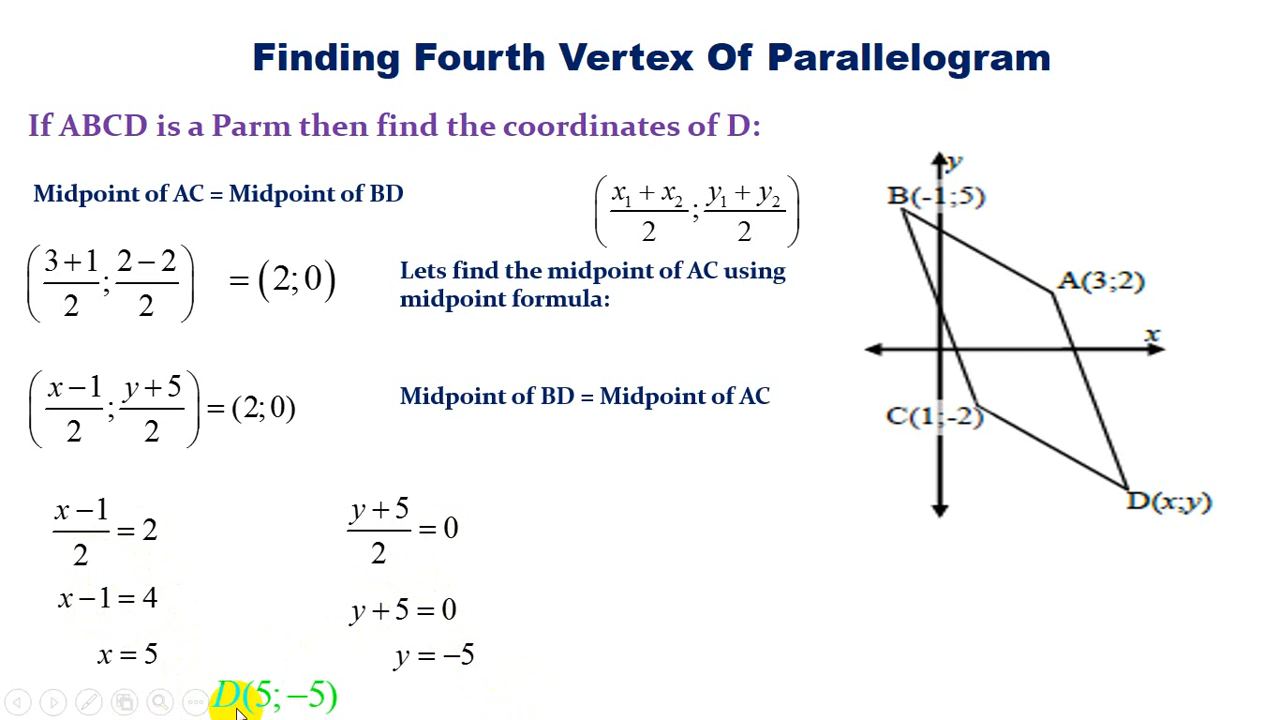 Finding Fourth Vertex Of Parallelogram
If ABCD is a Parm then find the coordinates of D:
Midpoint of AC = Midpoint of BD
(x₁ + x₂ / 2 ; y₁ + y₂ / 2)
(3+1 / 2 ; 2−2 / 2) = (2;0)
Lets find the midpoint of AC using
midpoint formula:
(x−1 / 2 ; y+5 / 2) = (2;0)
Midpoint of BD = Midpoint of AC
x−1 / 2 = 2
y+5 / 2 = 0
x−1 = 4
y+5 = 0
x = 5
y = −5
D(5;−5)
y
B(-1;5)
A(3;2)
x
C(1;-2)
D(x;y)